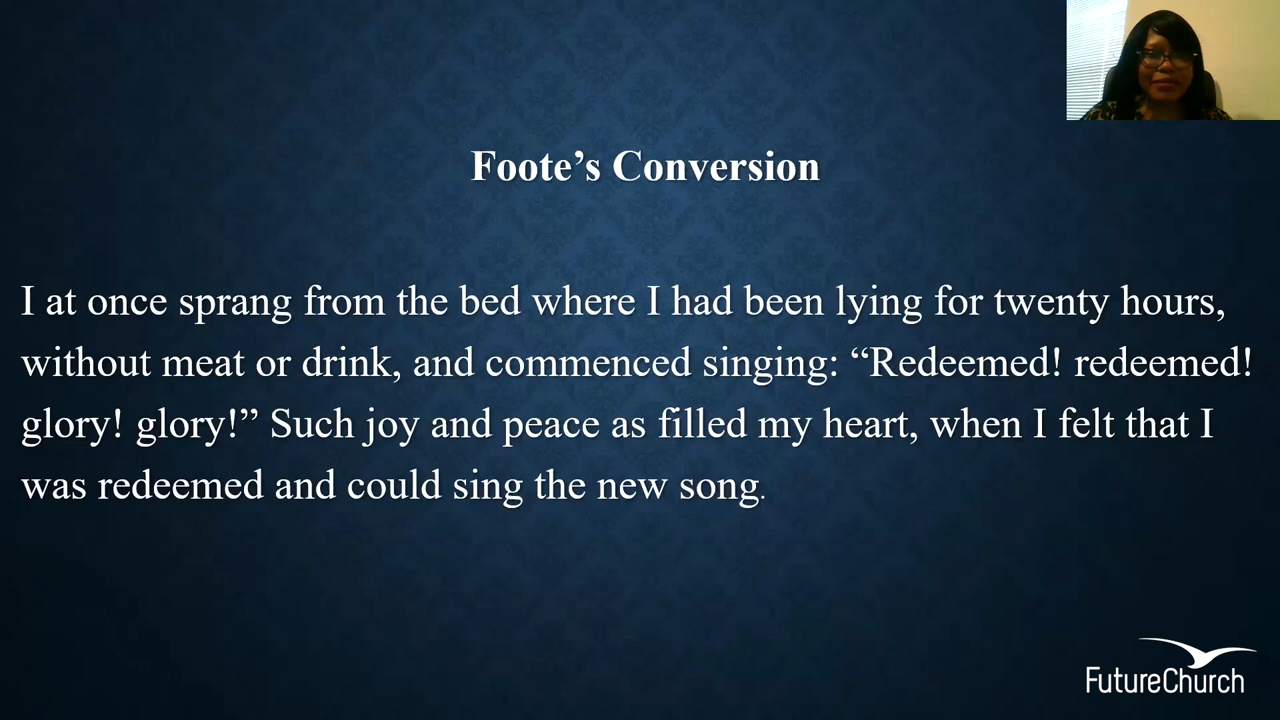 Foote’s Conversion
I at once sprang from the bed where I had been lying for twenty hours,
without meat or drink, and commenced singing: “Redeemed! redeemed!
glory! glory!” Such joy and peace as filled my heart, when I felt that I
was redeemed and could sing the new song.
FutureChurch